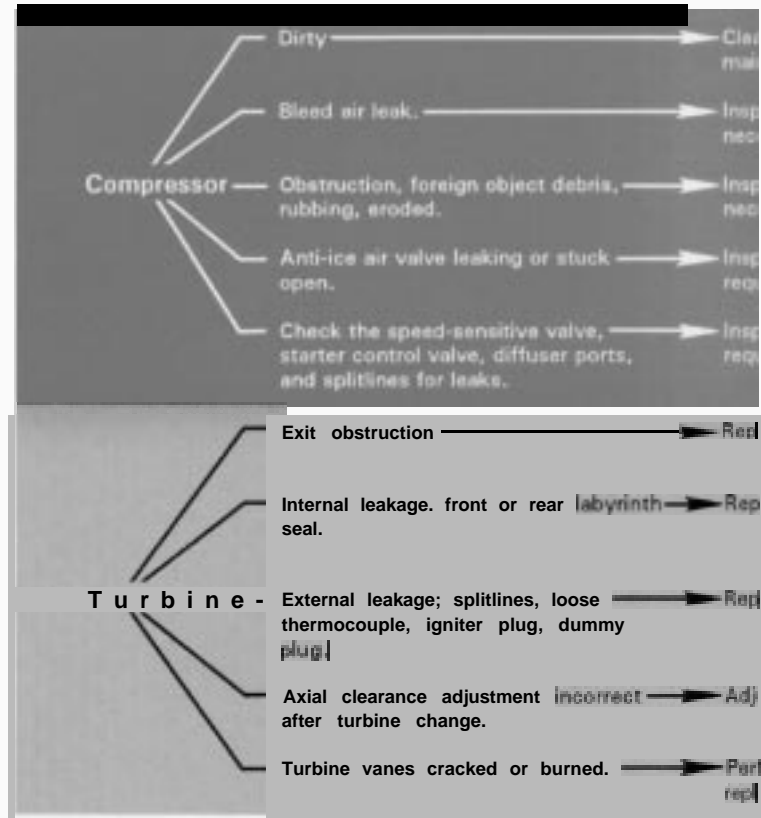 Dirty
Bleed air leak.
Compressor
Obstruction, foreign object debris,
rubbing, eroded.
Anti-ice air valve leaking or stuck
open.
Check the speed-sensitive valve,
starter control valve, diffuser ports,
and splitlines for leaks.
Exit obstruction
Internal leakage. front or rear labyrinth
seal.
Turbine-
External leakage; splitlines, loose
thermocouple, igniter plug, dummy
plug.
Axial clearance adjustment incorrect
after turbine change.
Turbine vanes cracked or burned.